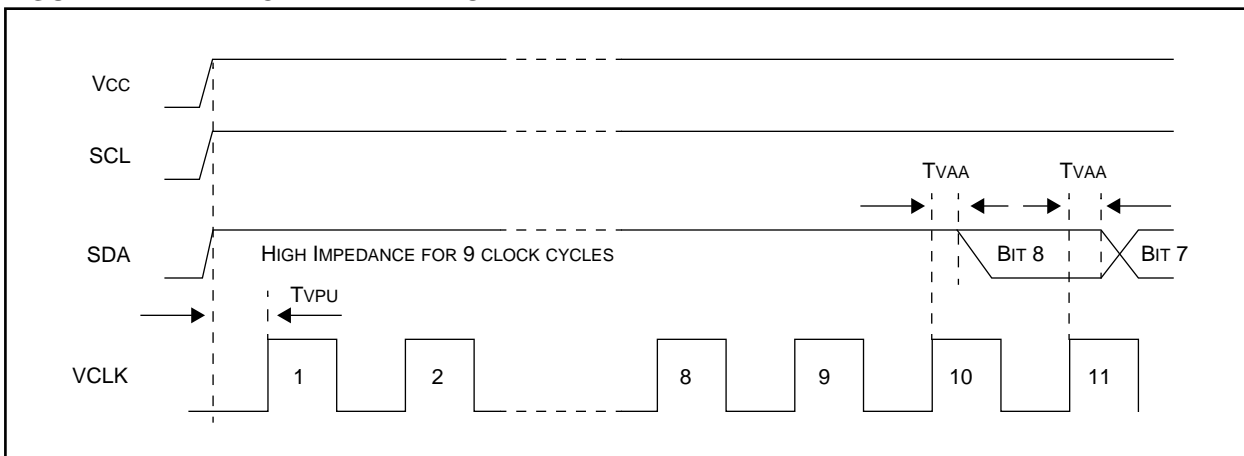 VCC
SCL
TVAA TVAA
SDA HIGH IMPEDANCE FOR 9 CLOCK CYCLES BIT 8 BIT 7
TVPU
VCLK 1 2 8 9 10 11